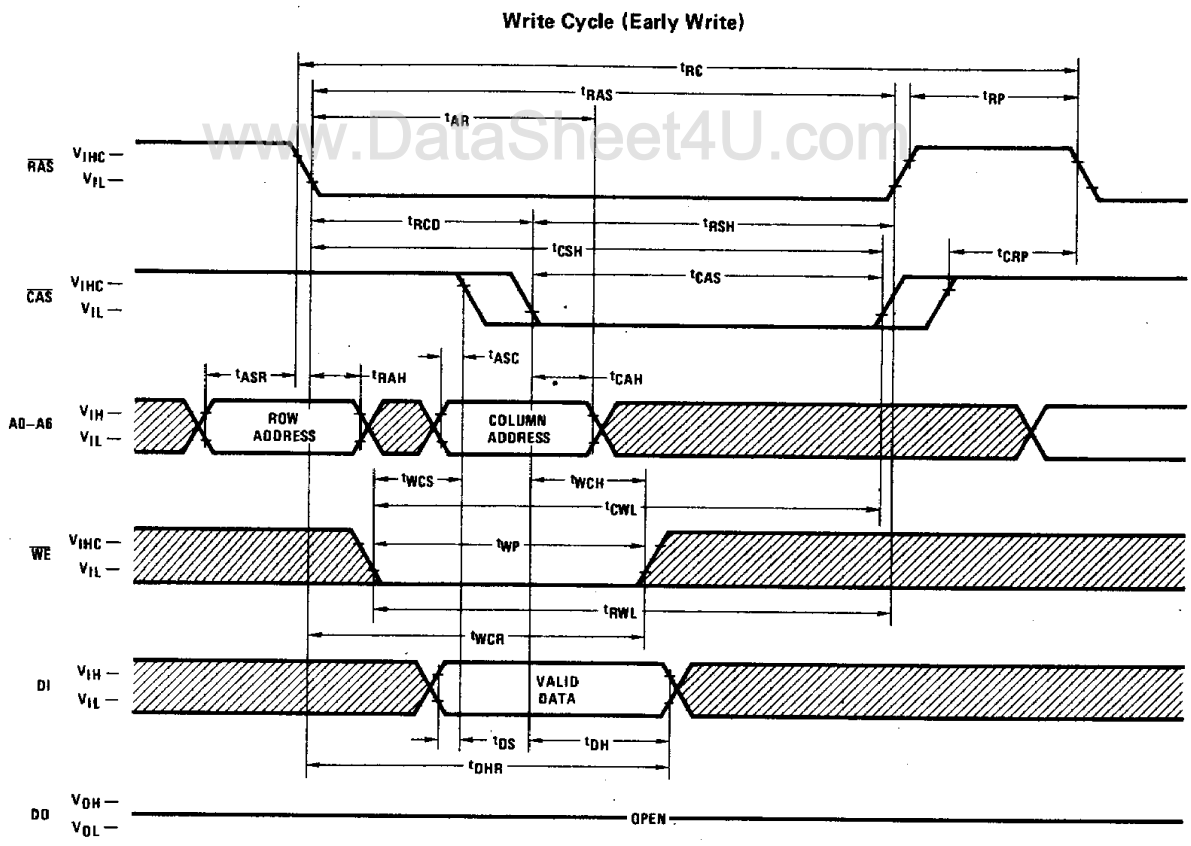 Write Cycle (Early Write)
tRC
tRAS
tRP
tAR
www.DataSheet4U.com
RAS
VIHC
VIL
tRCD
tRSH
tCSH
tCRP
tCAS
CAS
VIHC
VIL
tASC
tASR
tRAH
tCAH
A0–A6
VIH
VIL
ROW
ADDRESS
COLUMN
ADDRESS
tWCS
tWCH
tCWL
WE
VIHC
VIL
tWP
tRWL
tWCR
DI
VIH
VIL
VALID
DATA
tDS
tDH
tDHR
DO
VOH
VOL
OPEN